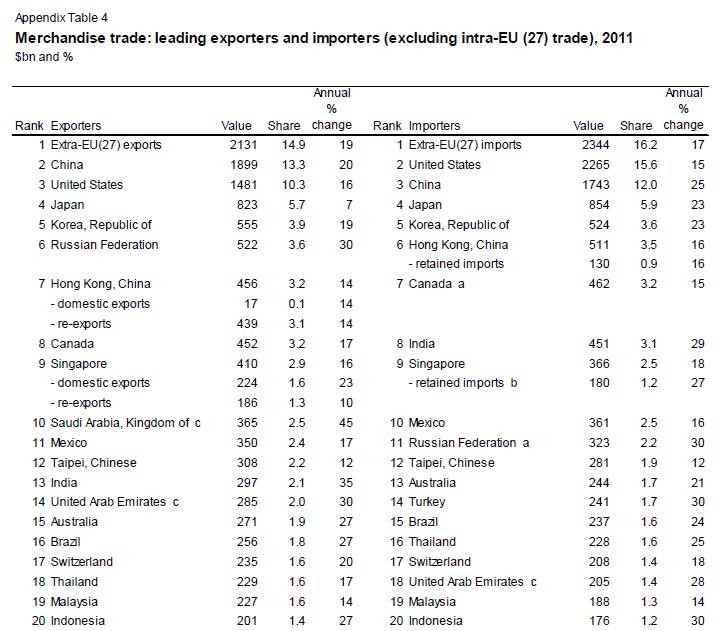 Appendix Table 4
Merchandise trade: leading exporters and importers (excluding intra-EU (27) trade), 2011
$bn and %
Annual Annual
% %
Rank Exporters Value Share change Rank Importers Value Share change
1 Extra-EU(27) exports 2131 14.9 19 1 Extra-EU(27) imports 2344 16.2 17
2 China 1899 13.3 20 2 United States 2265 15.6 15
3 United States 1481 10.3 16 3 China 1743 12.0 25
4 Japan 823 5.7 7 4 Japan 854 5.9 23
5 Korea, Republic of 555 3.9 19 5 Korea, Republic of 524 3.6 23
6 Russian Federation 522 3.6 30 6 Hong Kong, China 511 3.5 16
- retained imports 130 0.9 16
7 Hong Kong, China 456 3.2 14 7 Canada a 462 3.2 15
- domestic exports 17 0.1 14
- re-exports 439 3.1 14
8 Canada 452 3.2 17 8 India 451 3.1 29
9 Singapore 410 2.9 16 9 Singapore 366 2.5 18
- domestic exports 224 1.6 23 - retained imports b 180 1.2 27
- re-exports 186 1.3 10
10 Saudi Arabia, Kingdom of c 365 2.5 45 10 Mexico 361 2.5 16
11 Mexico 350 2.4 17 11 Russian Federation a 323 2.2 30
12 Taipei, Chinese 308 2.2 12 12 Taipei, Chinese 281 1.9 12
13 India 297 2.1 35 13 Australia 244 1.7 21
14 United Arab Emirates c 285 2.0 30 14 Turkey 241 1.7 30
15 Australia 271 1.9 27 15 Brazil 237 1.6 24
16 Brazil 256 1.8 27 16 Thailand 228 1.6 25
17 Switzerland 235 1.6 20 17 Switzerland 208 1.4 18
18 Thailand 229 1.6 17 18 United Arab Emirates c 205 1.4 28
19 Malaysia 227 1.6 14 19 Malaysia 188 1.3 14
20 Indonesia 201 1.4 27 20 Indonesia 176 1.2 30